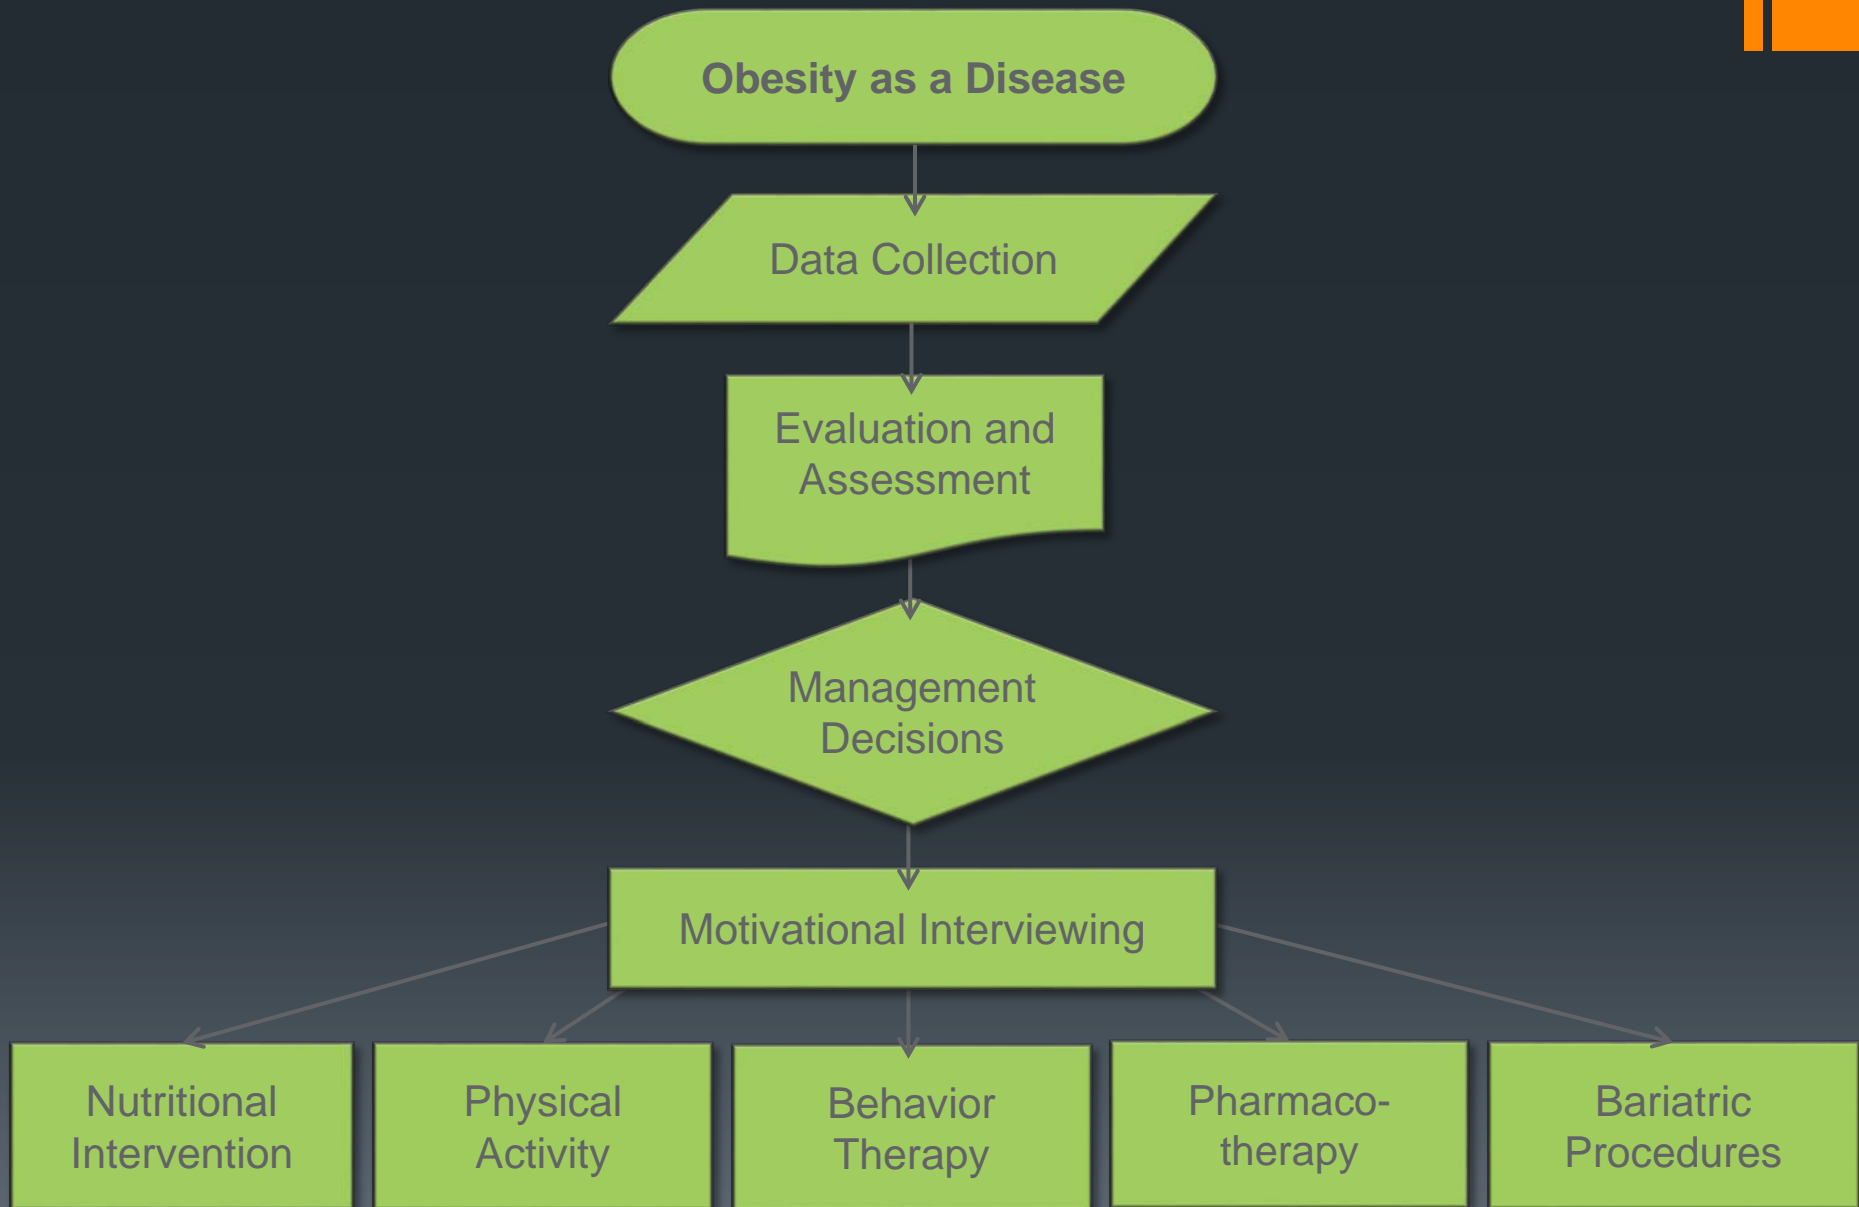 Obesity as a Disease
Data Collection
Evaluation and
Assessment
Management
Decisions
Motivational Interviewing
Nutritional
Intervention
Physical
Activity
Behavior
Therapy
Pharmaco-
therapy
Bariatric
Procedures